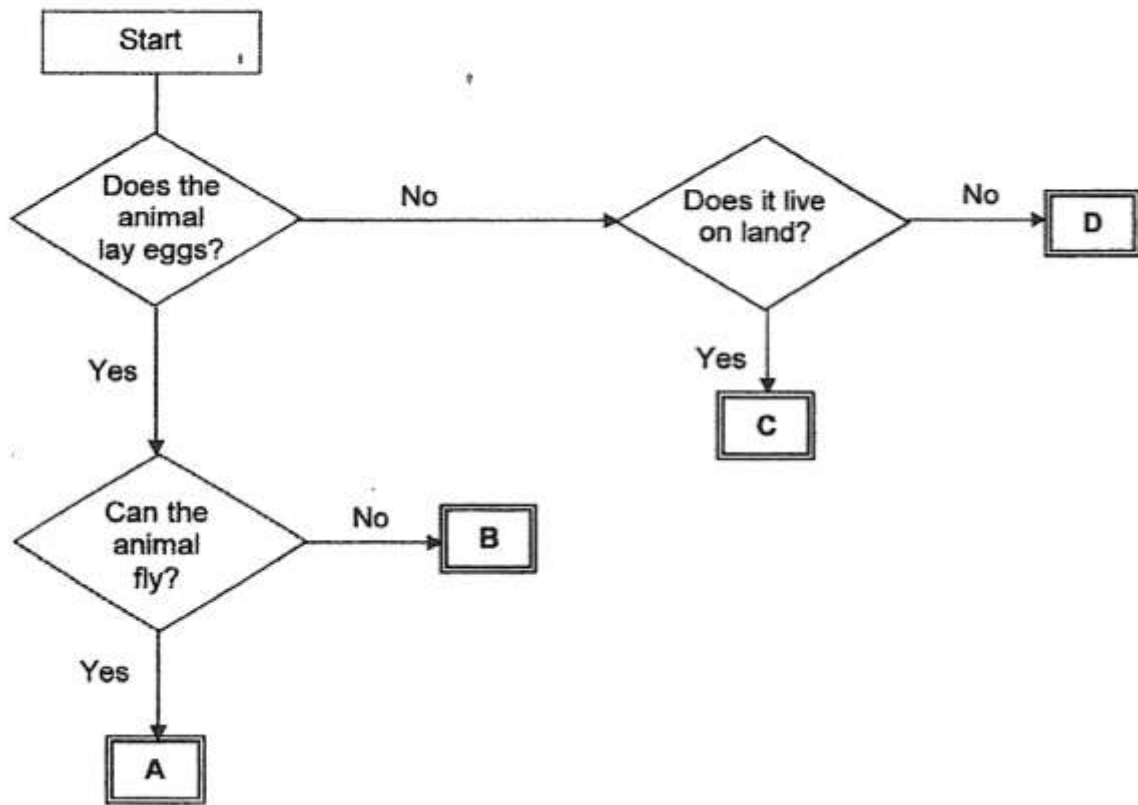 Start
Does the
animal
lay eggs?
No
Does it live
on land?
No
D
Yes
Yes
C
Can the
animal
fly?
No
B
Yes
A